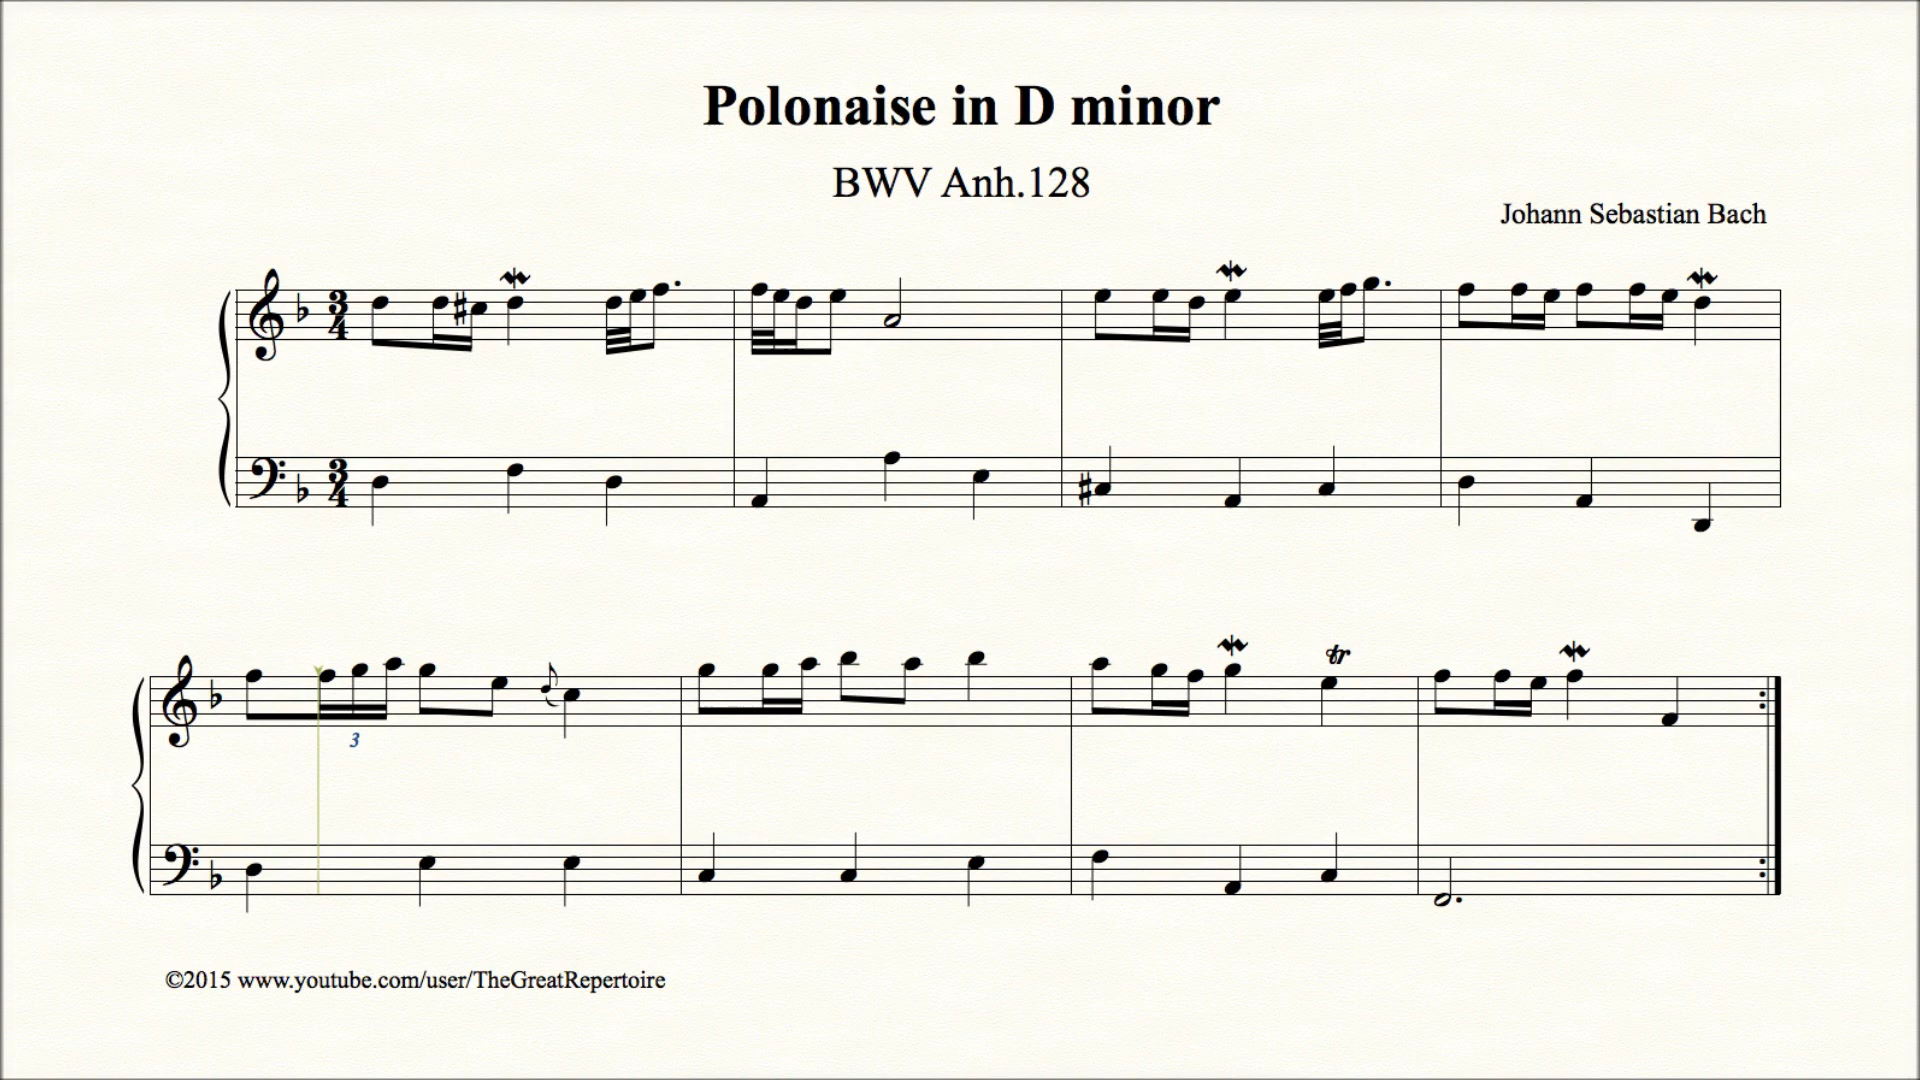 Polonaise in D minor
BWV Anh.128
Johann Sebastian Bach
3
4
3
4
tr
3
©2015 www.youtube.com/user/TheGreatRepertoire